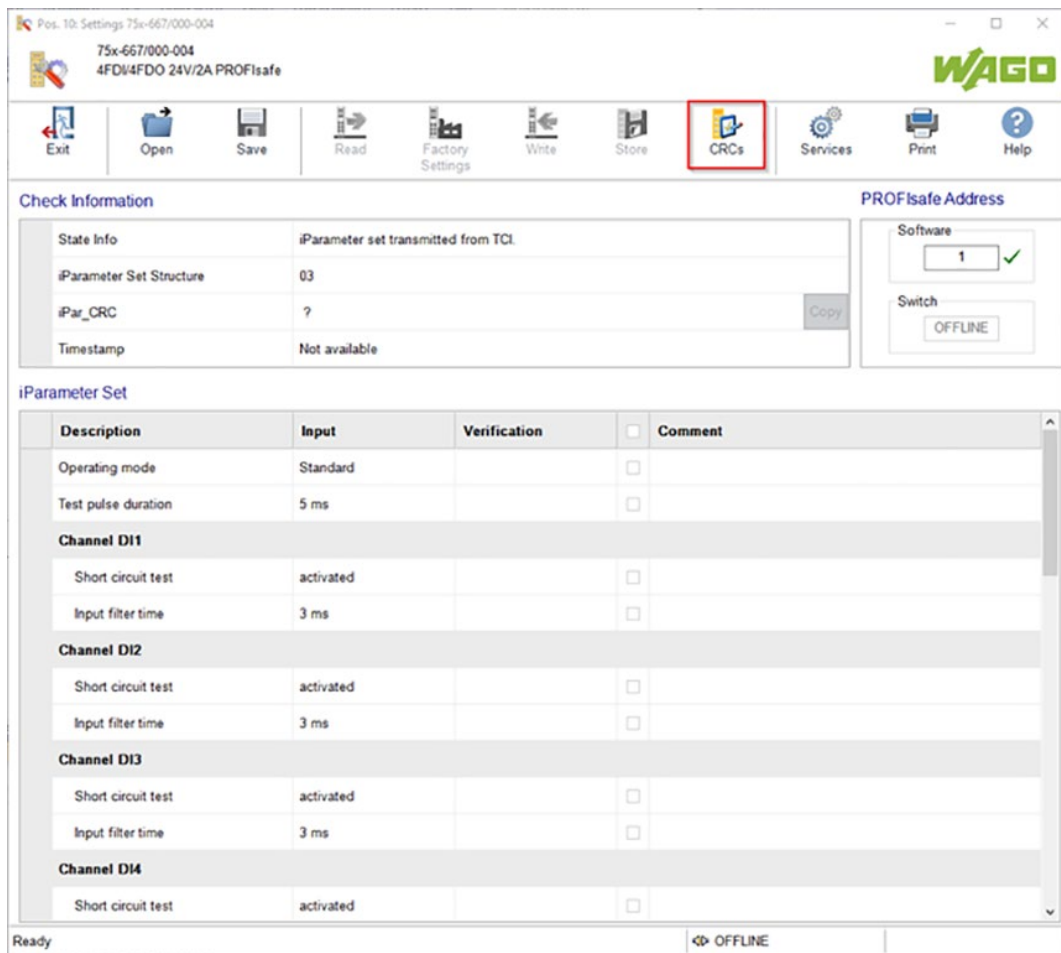 Pos. 10: Settings 75x-667/000-004
75x-667/000-004
4FDI/4FDO 24V/2A PROFIsafe
WAGO
Exit Open Save Read Factory Settings Write Store CRCs Services Print Help
Check Information
State Info iParameter set transmitted from TCI.
iParameter Set Structure 03
iPar_CRC ? Copy
Timestamp Not available
PROFIsafe Address
Software
1
Switch
OFFLINE
iParameter Set
Description Input Verification Comment
Operating mode Standard
Test pulse duration 5 ms
Channel DI1
Short circuit test activated
Input filter time 3 ms
Channel DI2
Short circuit test activated
Input filter time 3 ms
Channel DI3
Short circuit test activated
Input filter time 3 ms
Channel DI4
Short circuit test activated
Ready OFFLINE